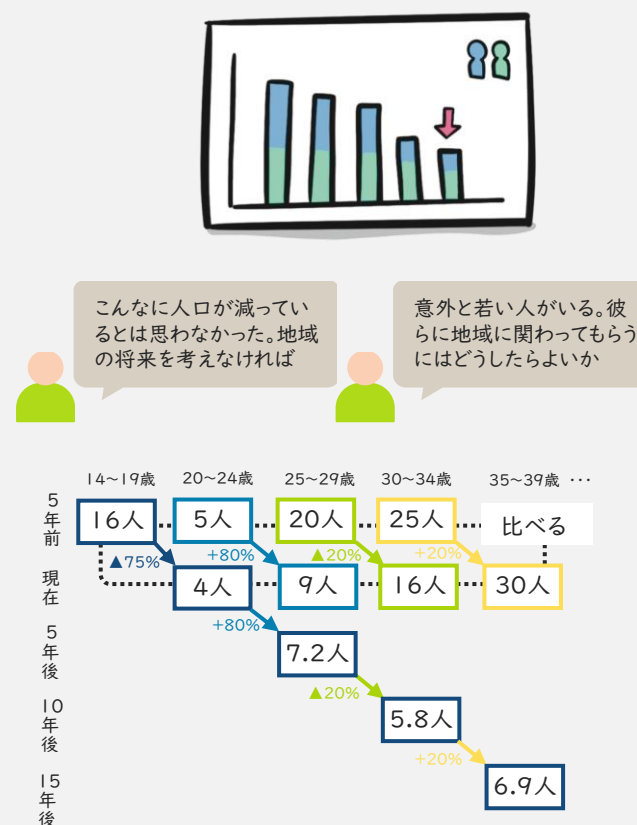 こんなに人口が減ってい
るとは思わなかった。地域
の将来を考えなければ
意外と若い人がいる。彼
らに地域に関わってもらう
にはどうしたらよいか
14〜19歳 20〜24歳 25〜29歳 30〜34歳 35〜39歳 ・・・
5年前
16人 5人 20人 25人 比べる
▲75% +80% ▲20% +20%
現在
4人 9人 16人 30人
+80%
5年後
7.2人
▲20%
10年後
5.8人
+20%
15年後
6.9人